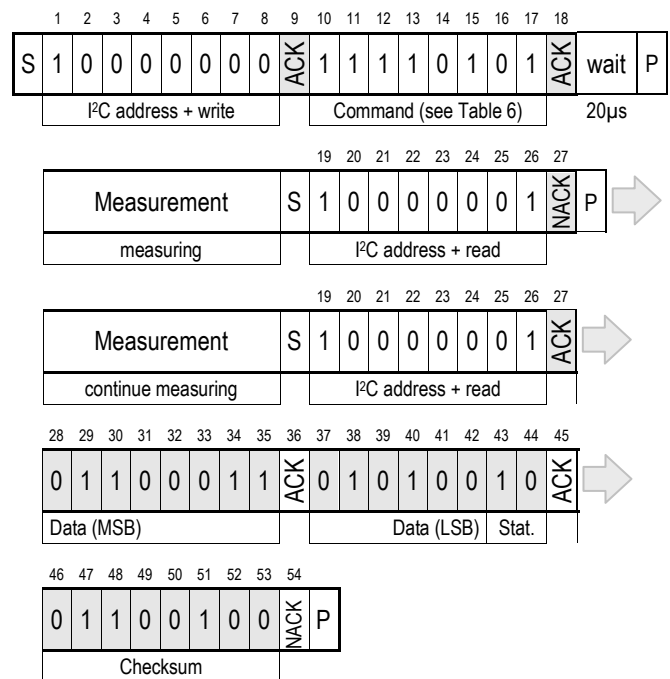 1 2 3 4 5 6 7 8 9 10 11 12 13 14 15 16 17 18
S 1 0 0 0 0 0 0 0 ACK 1 1 1 1 0 1 0 1 ACK wait P
I²C address + write Command (see Table 6) 20µs
19 20 21 22 23 24 25 26 27
Measurement S 1 0 0 0 0 0 0 1 NACK P
measuring I²C address + read
19 20 21 22 23 24 25 26 27
Measurement S 1 0 0 0 0 0 0 1 ACK
continue measuring I²C address + read
28 29 30 31 32 33 34 35 36 37 38 39 40 41 42 43 44 45
0 1 1 0 0 0 1 1 ACK 0 1 0 1 0 0 1 0 ACK
Data (MSB) Data (LSB) Stat.
46 47 48 49 50 51 52 53 54
0 1 1 0 0 1 0 0 NACK P
Checksum